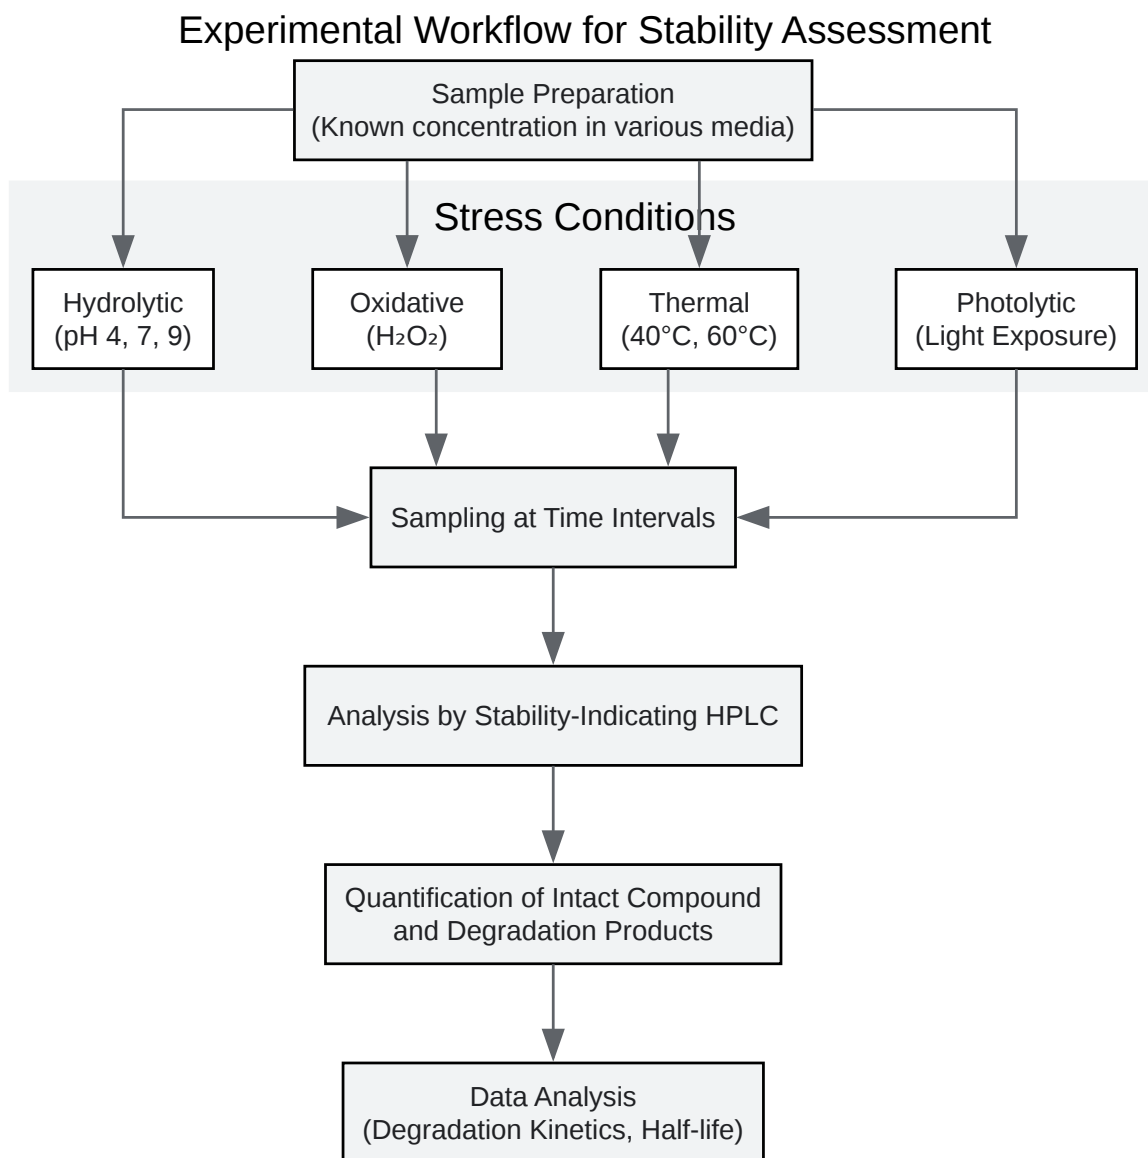 Experimental Workflow for Stability Assessment
Sample Preparation
(Known concentration in various media)
Stress Conditions
Hydrolytic
(pH 4, 7, 9)
Oxidative
(H₂O₂)
Thermal
(40°C, 60°C)
Photolytic
(Light Exposure)
Sampling at Time Intervals
Analysis by Stability-Indicating HPLC
Quantification of Intact Compound
and Degradation Products
Data Analysis
(Degradation Kinetics, Half-life)